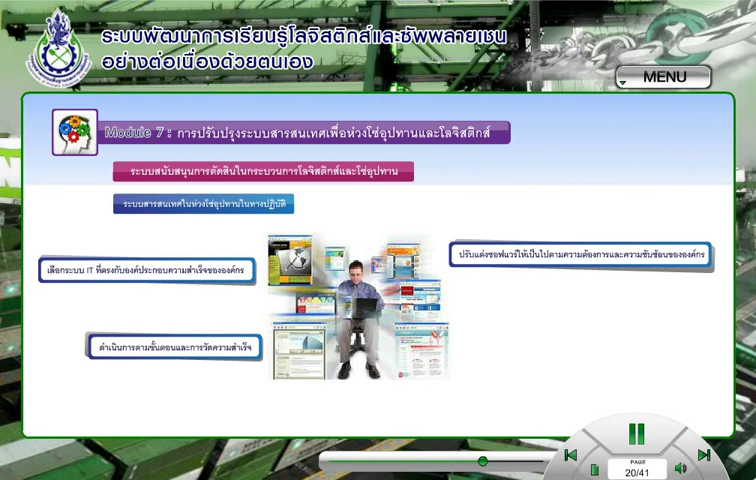 ระบบพัฒนาการเรียนรู้โลจิสติกส์และซัพพลายเชน
อย่างต่อเนื่องด้วยตนเอง
MENU
Module 7 : การปรับปรุงระบบสารสนเทศเพื่อห่วงโซ่อุปทานและโลจิสติกส์
ระบบสนับสนุนการตัดสินในกระบวนการโลจิสติกส์และโซ่อุปทาน
ระบบสารสนเทศในห่วงโซ่อุปทานในทางปฏิบัติ
ปรับแต่งซอฟแวร์ให้เป็นไปตามความต้องการและความซับซ้อนขององค์กร
เลือกระบบ IT ที่ตรงกับองค์ประกอบความสำเร็จขององค์กร
ดำเนินการตามขั้นตอนและการวัดความสำเร็จ
PAGE
20/41